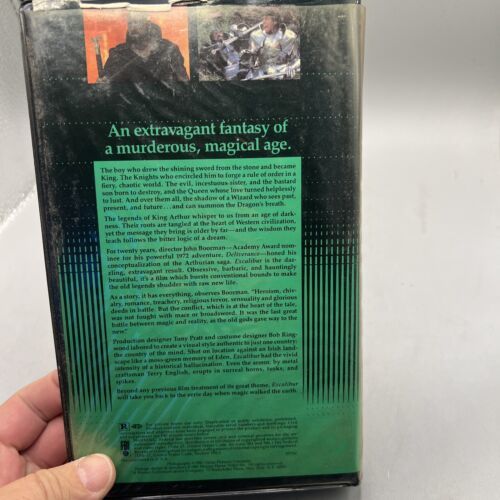 An extravagant fantasy of
a murderous, magical age.
The boy who drew the shining sword from the stone and became
King. The Knights who encircled him to forge a rule of order in a
fiery, chaotic world. The evil, incestuous sister, and the bastard
son born to destroy, and the Queen whose love turned helplessly
to lust. And over them all, the shadow of a Wizard who sees past,
present, and future . . . and can summon the Dragon's breath.
The legends of King Arthur whisper to us from an age of dark-
ness. Their roots are tangled at the heart of Western civilization,
yet the message they bring is older by far—and the wisdom they
teach follows the bitter logic of a dream.
For twenty years, director John Boorman—Academy Award nom-
inee for his powerful 1972 adventure, Deliverance—honed his
conceptualization of the Arthurian saga. Excalibur is the daz-
zling, extravagant result. Obsessive, barbaric, and hauntingly
beautiful, it's a film which bursts conventional bounds to make
the old legends shudder with raw new life.
As a story, it has everything, observes Boorman. "Heroism, chiv-
alry, romance, treachery, religious fervor, sensuality and glorious
deeds in battle. But the conflict, which is at the heart of the tale,
was not fought with mace or broadsword. It was the last great
battle between magic and reality, as the old gods gave way to the
new."
Production designer Tony Pratt and costume designer Bob Ring-
wood labored to create a visual style authentic to just one country:
the country of the mind. Shot on location against an Irish land-
scape like a moss-green memory of Eden, Excalibur had the vivid
intensity of a historical hallucination. Even the armor, by metal
craftsman Terry English, erupts in surreal horns, tusks, and
spikes.
Beyond any previous film treatment of its great theme, Excalibur
will take you back to the eerie day when magic walked the earth.
R